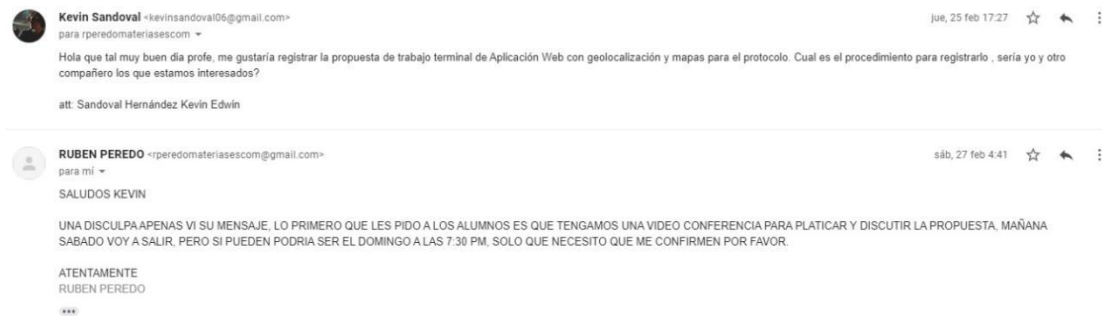 Kevin Sandoval <kevinsandoval06@gmail.com>
jue, 25 feb 17:27
para rperedomateriasescom
Hola que tal muy buen dia profe, me gustaría registrar la propuesta de trabajo terminal de Aplicación Web con geolocalización y mapas para el protocolo. Cual es el procedimiento para registrarlo , sería yo y otro
compañero los que estamos interesados?
att: Sandoval Hernández Kevin Edwin
RUBEN PEREDO <rperedomateriasescom@gmail.com>
sáb, 27 feb 4:41
para mí
SALUDOS KEVIN
UNA DISCULPA APENAS VI SU MENSAJE, LO PRIMERO QUE LES PIDO A LOS ALUMNOS ES QUE TENGAMOS UNA VIDEO CONFERENCIA PARA PLATICAR Y DISCUTIR LA PROPUESTA, MAÑANA
SABADO VOY A SALIR, PERO SI PUEDEN PODRIA SER EL DOMINGO A LAS 7:30 PM, SOLO QUE NECESITO QUE ME CONFIRMEN POR FAVOR.
ATENTAMENTE
RUBEN PEREDO